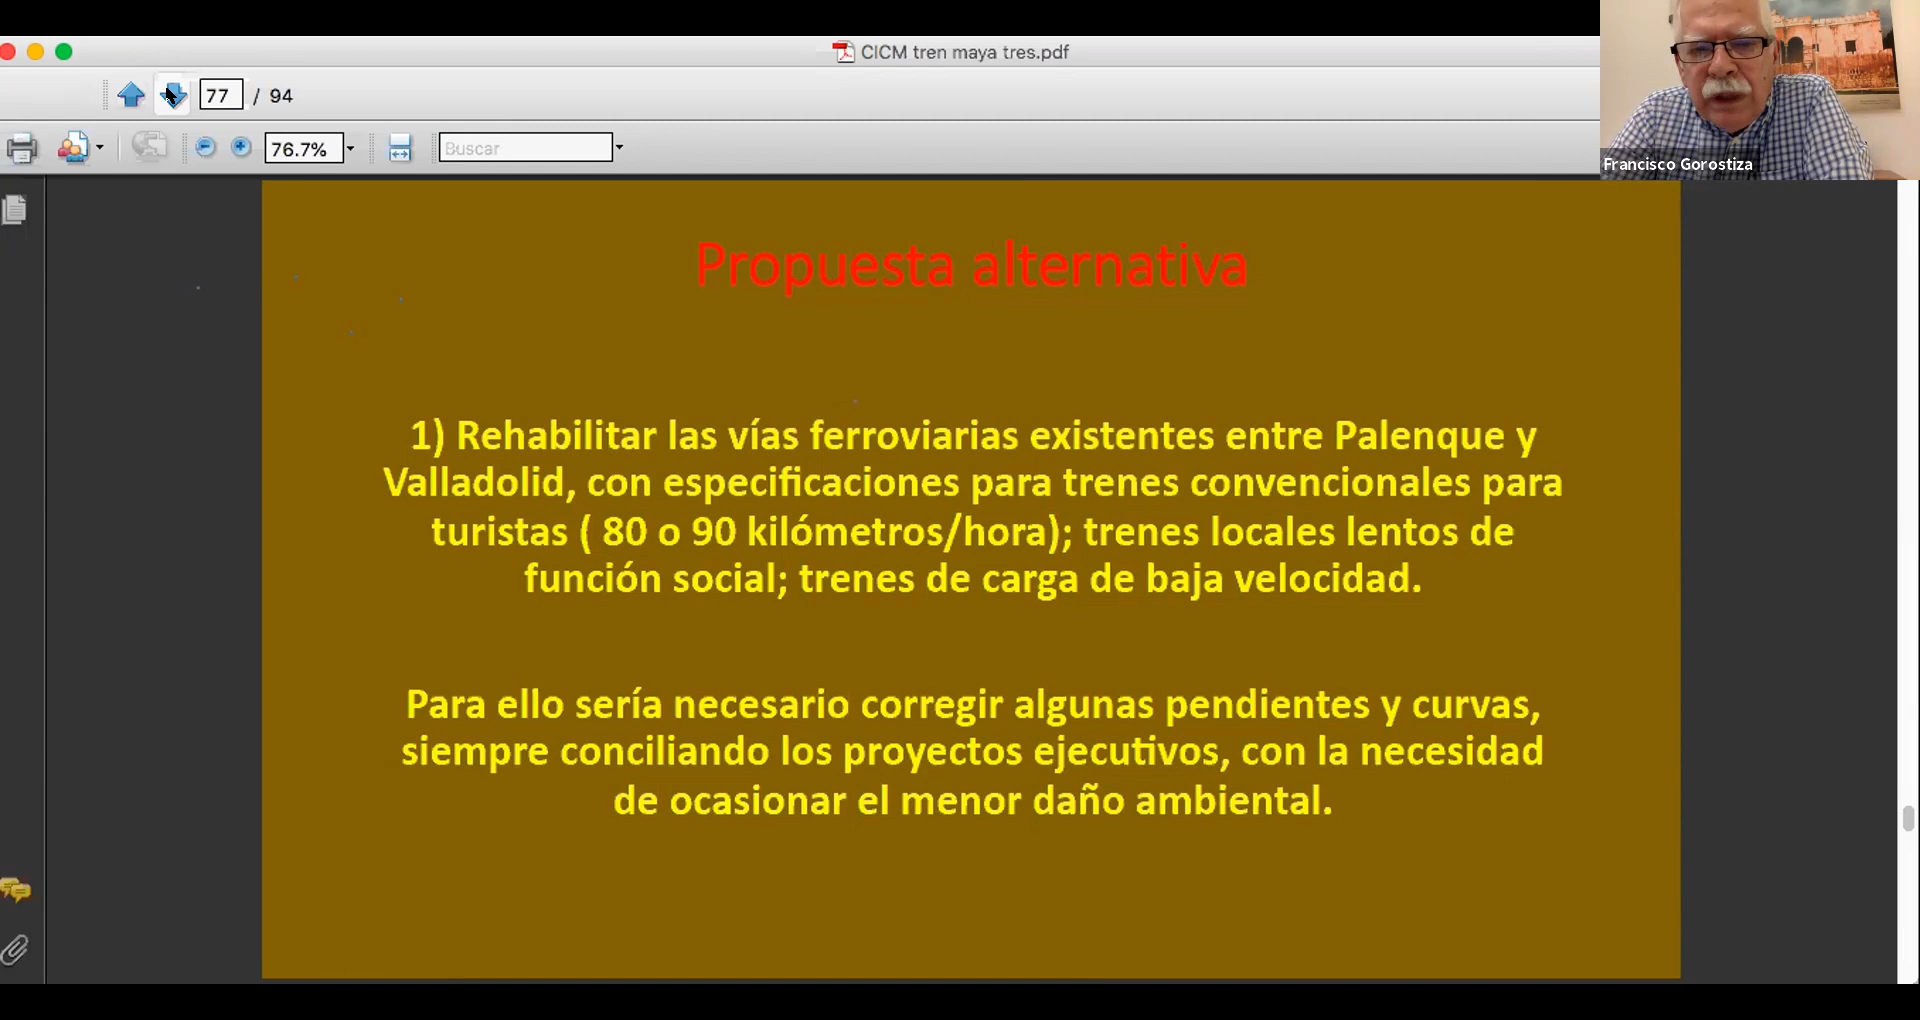 CICM tren maya tres.pdf
77 / 94
76.7%
Buscar
Francisco Gorostiza
Propuesta alternativa
1) Rehabilitar las vías ferroviarias existentes entre Palenque y
Valladolid, con especificaciones para trenes convencionales para
turistas ( 80 o 90 kilómetros/hora); trenes locales lentos de
función social; trenes de carga de baja velocidad.
Para ello sería necesario corregir algunas pendientes y curvas,
siempre conciliando los proyectos ejecutivos, con la necesidad
de ocasionar el menor daño ambiental.